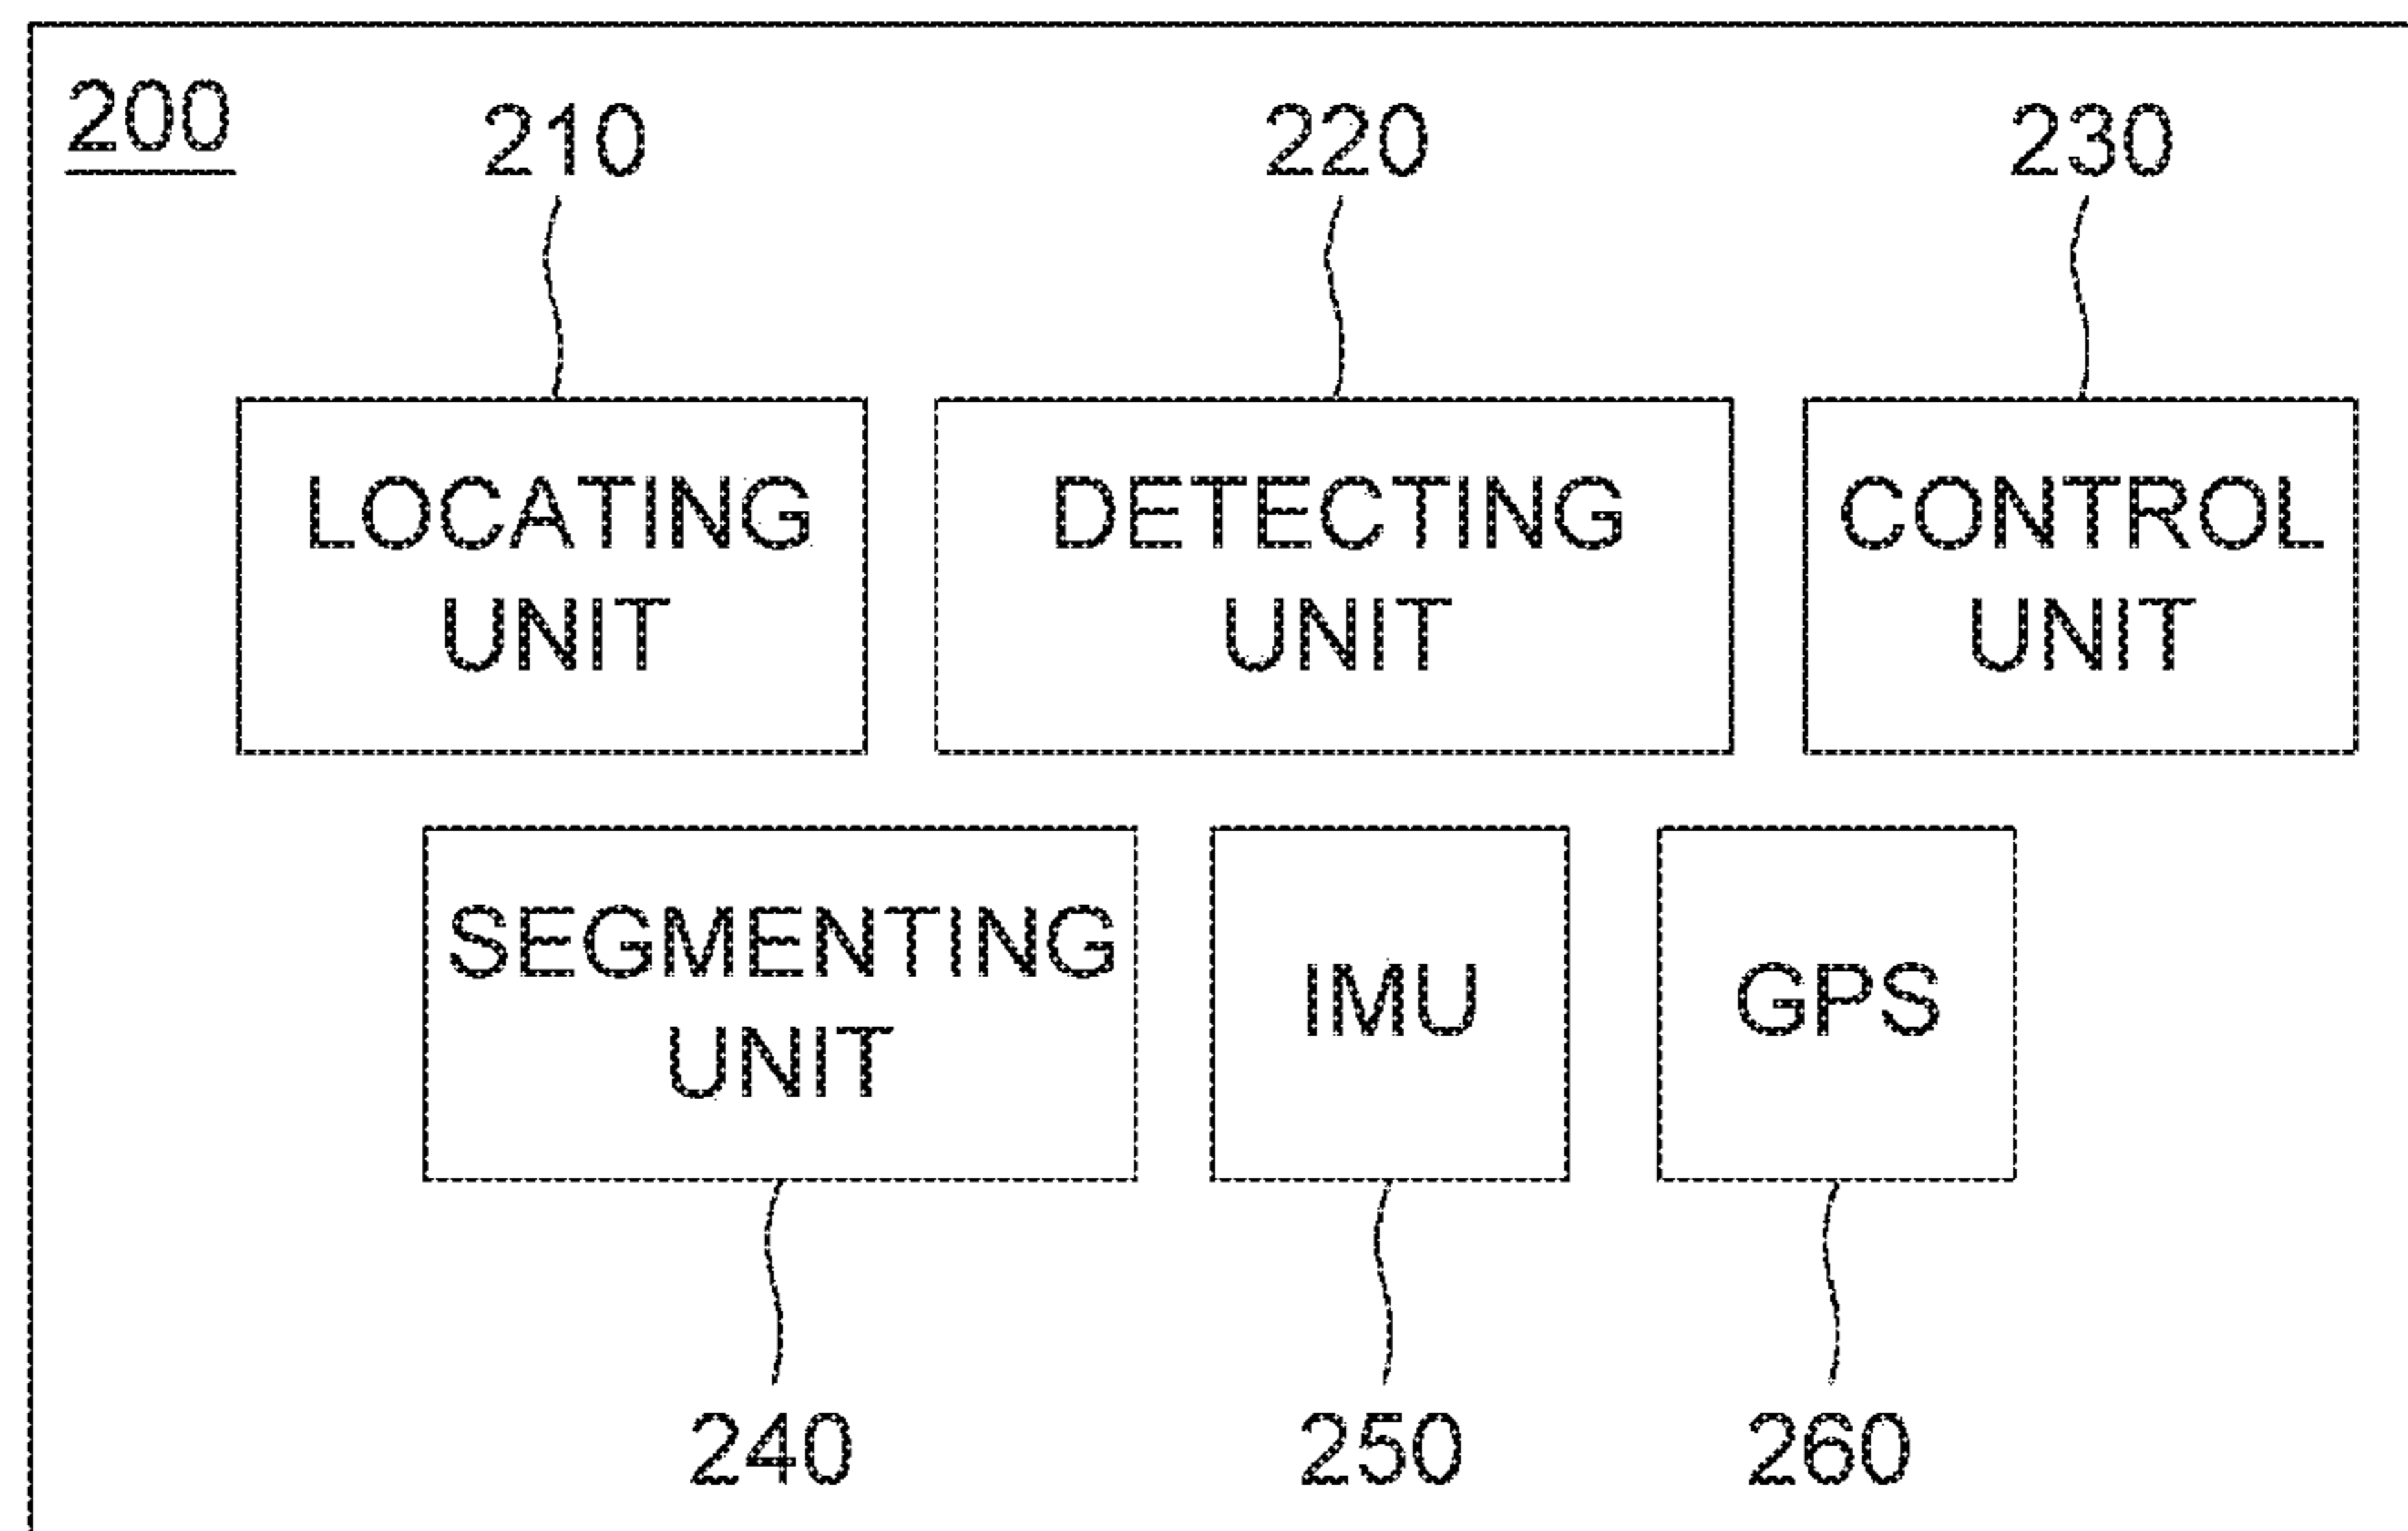 200
210 220 230
LOCATING UNIT
DETECTING UNIT
CONTROL UNIT
SEGMENTING UNIT
IMU
GPS
240 250 260